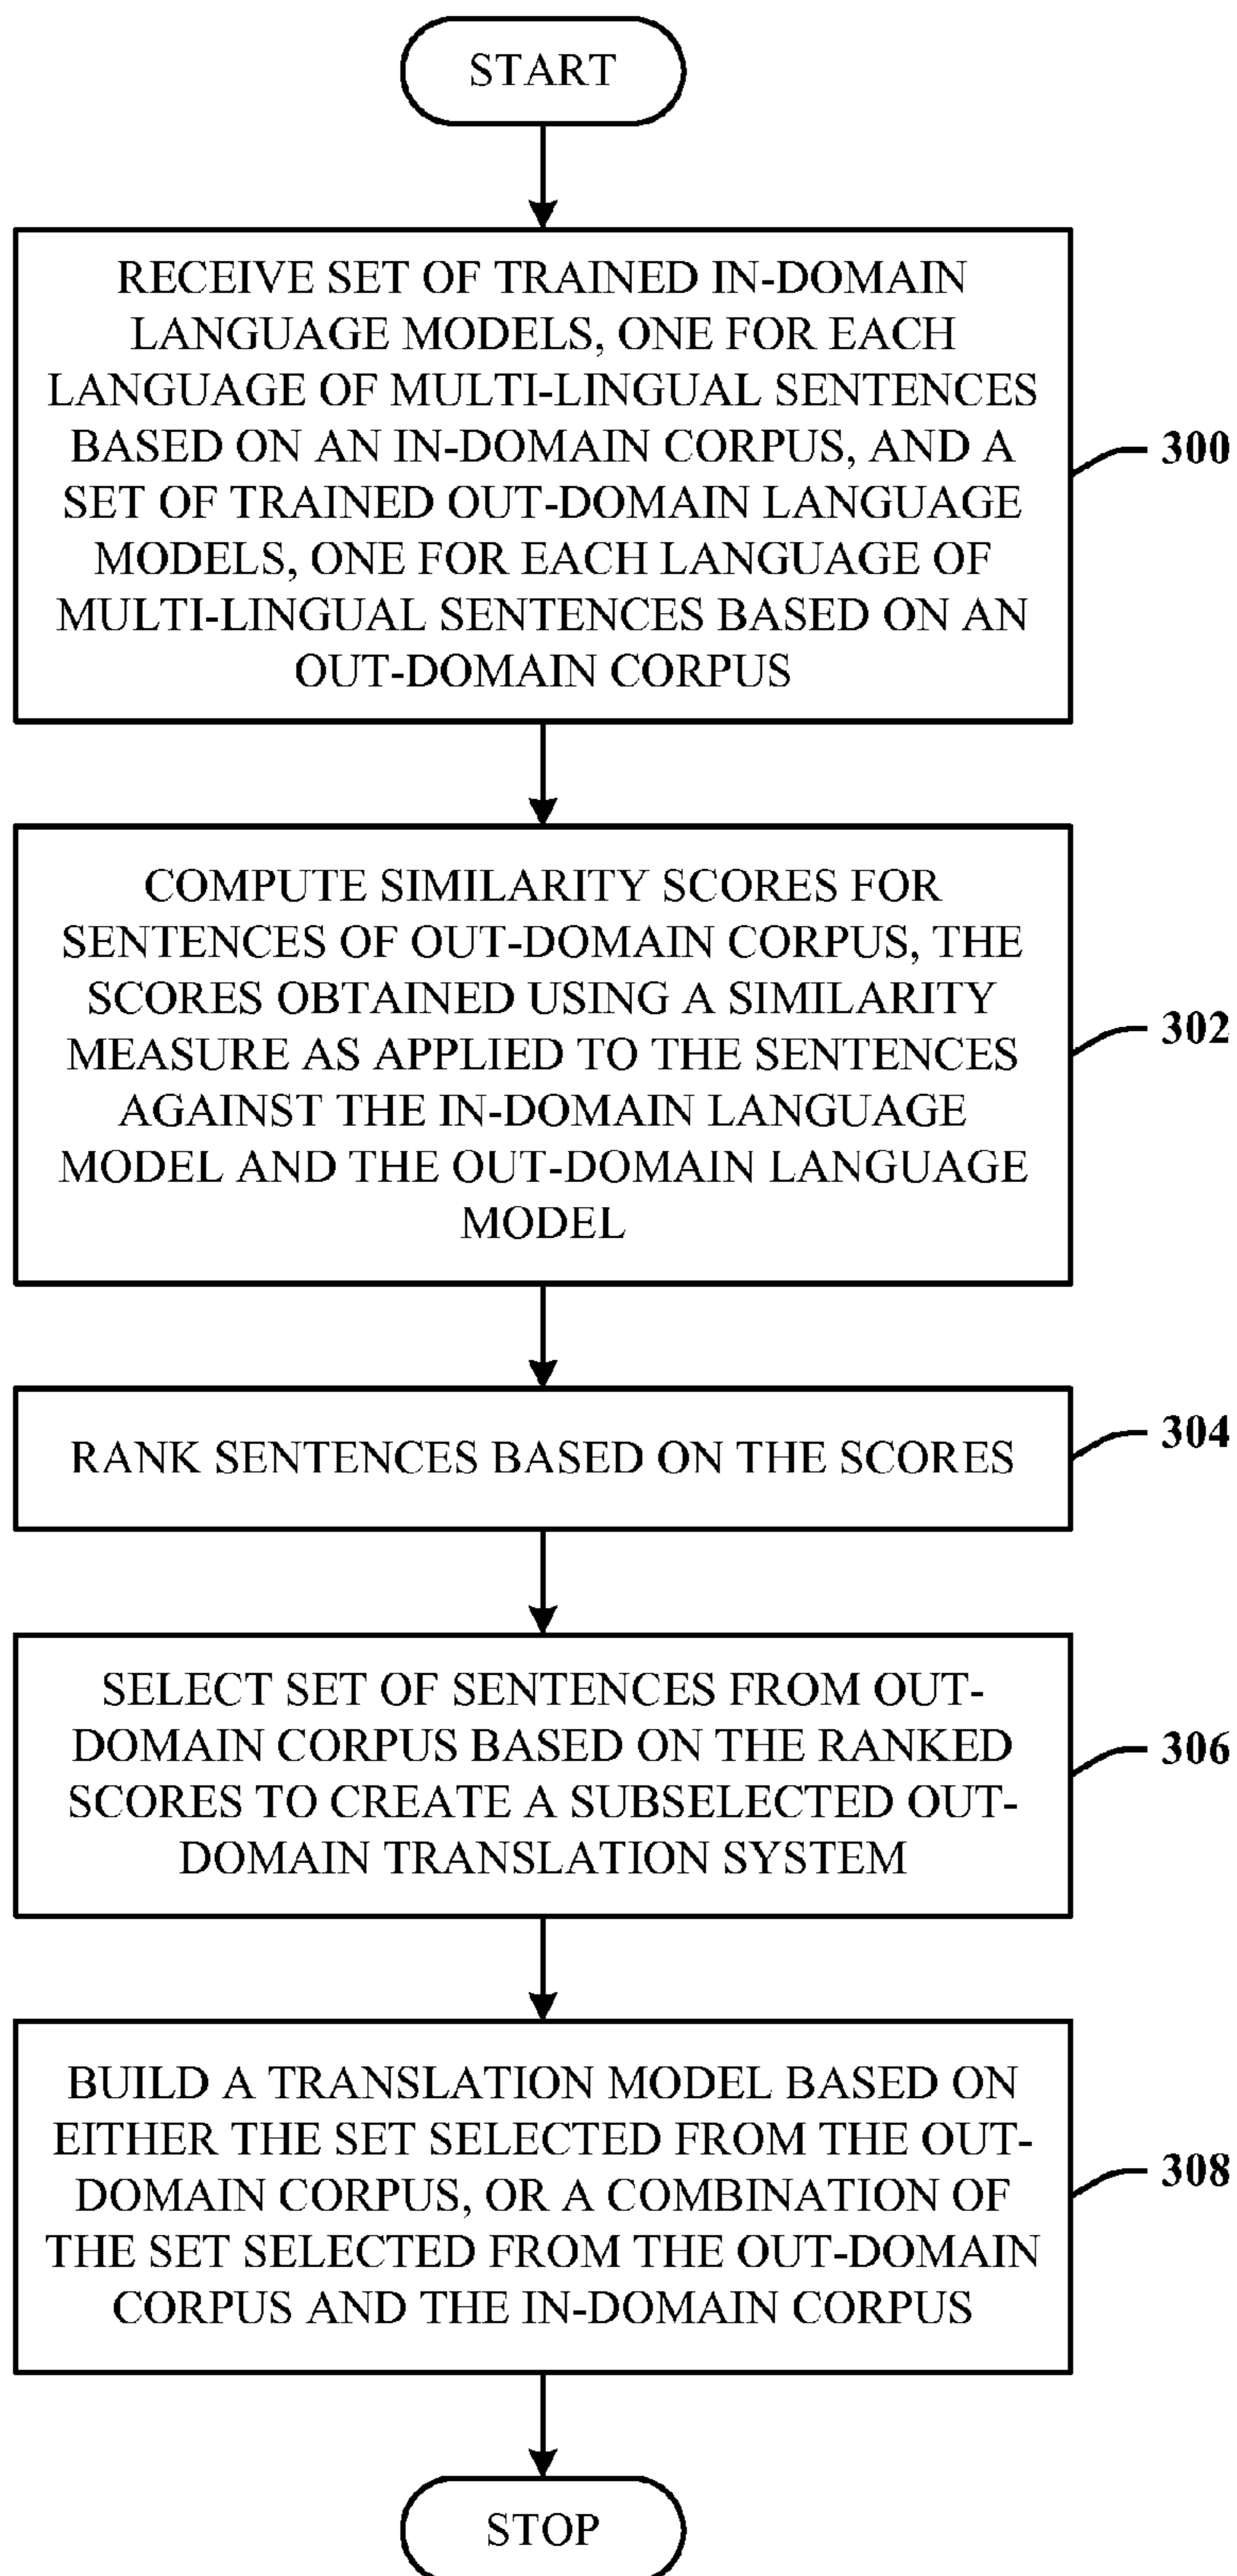 START
RECEIVE SET OF TRAINED IN-DOMAIN
LANGUAGE MODELS, ONE FOR EACH
LANGUAGE OF MULTI-LINGUAL SENTENCES
BASED ON AN IN-DOMAIN CORPUS, AND A
SET OF TRAINED OUT-DOMAIN LANGUAGE
MODELS, ONE FOR EACH LANGUAGE OF
MULTI-LINGUAL SENTENCES BASED ON AN
OUT-DOMAIN CORPUS
300
COMPUTE SIMILARITY SCORES FOR
SENTENCES OF OUT-DOMAIN CORPUS, THE
SCORES OBTAINED USING A SIMILARITY
MEASURE AS APPLIED TO THE SENTENCES
AGAINST THE IN-DOMAIN LANGUAGE
MODEL AND THE OUT-DOMAIN LANGUAGE
MODEL
302
RANK SENTENCES BASED ON THE SCORES
304
SELECT SET OF SENTENCES FROM OUT-
DOMAIN CORPUS BASED ON THE RANKED
SCORES TO CREATE A SUBSELECTED OUT-
DOMAIN TRANSLATION SYSTEM
306
BUILD A TRANSLATION MODEL BASED ON
EITHER THE SET SELECTED FROM THE OUT-
DOMAIN CORPUS, OR A COMBINATION OF
THE SET SELECTED FROM THE OUT-DOMAIN
CORPUS AND THE IN-DOMAIN CORPUS
308
STOP